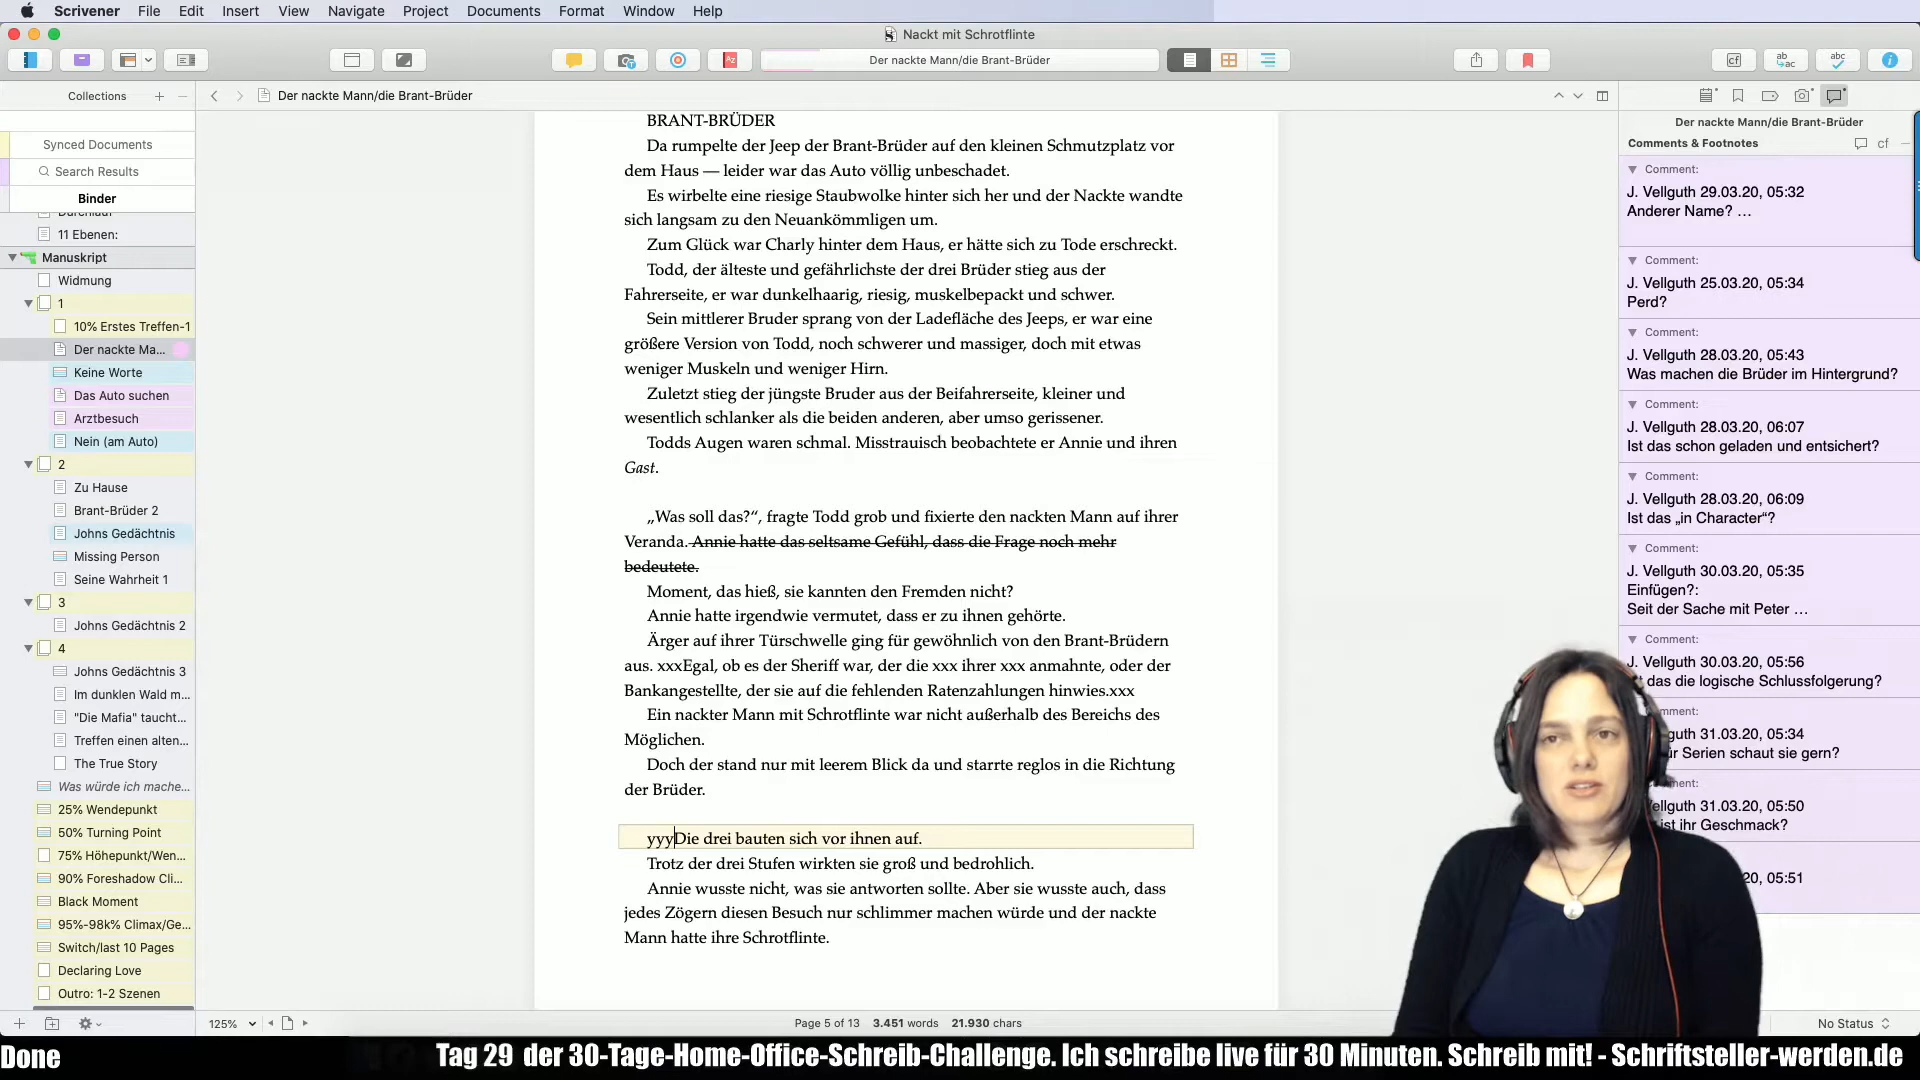 Scrivener File Edit Insert View Navigate Project Documents Format Window Help
Nackt mit Schrotflinte
Der nackte Mann/die Brant-Brüder
Collections
Der nackte Mann/die Brant-Brüder
Synced Documents
Search Results
Binder
11 Ebenen:
Manuskript
Widmung
1
10% Erstes Treffen-1
Der nackte Ma...
Keine Worte
Das Auto suchen
Arztbesuch
Nein (am Auto)
2
Zu Hause
Brant-Brüder 2
Johns Gedächtnis
Missing Person
Seine Wahrheit 1
3
Johns Gedächtnis 2
4
Johns Gedächtnis 3
Im dunklen Wald m...
"Die Mafia" taucht...
Treffen einen alten...
The True Story
Was würde ich mache...
25% Wendepunkt
50% Turning Point
75% Höhepunkt/Wen...
90% Foreshadow Cli...
Black Moment
95%-98k% Climax/Ge...
Switch/last 10 Pages
Declaring Love
Outro: 1-2 Szenen
BRANT-BRÜDER
Da rumpelte der Jeep der Brant-Brüder auf den kleinen Schmutzplatz vor
dem Haus — leider war das Auto völlig unbeschadet.
Es wirbelte eine riesige Staubwolke hinter sich her und der Nackte wandte
sich langsam zu den Neuankömmligen um.
Zum Glück war Charly hinter dem Haus, er hätte sich zu Tode erschreckt.
Todd, der älteste und gefährlichste der drei Brüder stieg aus der
Fahrerseite, er war dunkelhaarig, riesig, muskelbepackt und schwer.
Sein mittlerer Bruder sprang von der Ladefläche des Jeeps, er war eine
größere Version von Todd, noch schwerer und massiger, doch mit etwas
weniger Muskeln und weniger Hirn.
Zuletzt stieg der jüngste Bruder aus der Beifahrerseite, kleiner und
wesentlich schlanker als die beiden anderen, aber umso gerissener.
Todds Augen waren schmal. Misstrauisch beobachtete er Annie und ihren
Gast.
„Was soll das?“, fragte Todd grob und fixierte den nackten Mann auf ihrer
Veranda. Annie hatte das seltsame Gefühl, dass die Frage noch mehr
bedeutete.
Moment, das hieß, sie kannten den Fremden nicht?
Annie hatte irgendwie vermutet, dass er zu ihnen gehörte.
Ärger auf ihrer Türschwelle ging für gewöhnlich von den Brant-Brüdern
aus. xxxEgal, ob es der Sheriff war, der die xxx ihrer xxx anmahnte, oder der
Bankangestellte, der sie auf die fehlenden Ratenzahlungen hinwies.xxx
Ein nackter Mann mit Schrotflinte war nicht außerhalb des Bereichs des
Möglichen.
Doch der stand nur mit leerem Blick da und starrte reglos in die Richtung
der Brüder.
yyyDie drei bauten sich vor ihnen auf.
Trotz der drei Stufen wirkten sie groß und bedrohlich.
Annie wusste nicht, was sie antworten sollte. Aber sie wusste auch, dass
jedes Zögern diesen Besuch nur schlimmer machen würde und der nackte
Mann hatte ihre Schrotflinte.
Der nackte Mann/die Brant-Brüder
Comments & Footnotes cf
Comment:
J. Vellguth 29.03.20, 05:32
Anderer Name? …
Comment:
J. Vellguth 25.03.20, 05:34
Perd?
Comment:
J. Vellguth 28.03.20, 05:43
Was machen die Brüder im Hintergrund?
Comment:
J. Vellguth 28.03.20, 06:07
Ist das schon geladen und entsichert?
Comment:
J. Vellguth 28.03.20, 06:09
Ist das „in Character“?
Comment:
J. Vellguth 30.03.20, 05:35
Einfügen?:
Seit der Sache mit Peter …
Comment:
J. Vellguth 30.03.20, 05:56
das die logische Schlussfolgerung?
31.03.20, 05:34
Serien schaut sie gern?
31.03.20, 05:50
ist ihr Geschmack?
05:51
125%
Page 5 of 13 3.451 words 21.930 chars
No Status
Done
Tag 29 der 30-Tage-Home-Office-Schreib-Challenge. Ich schreibe live für 30 Minuten. Schreib mit! - Schriftsteller-werden.de